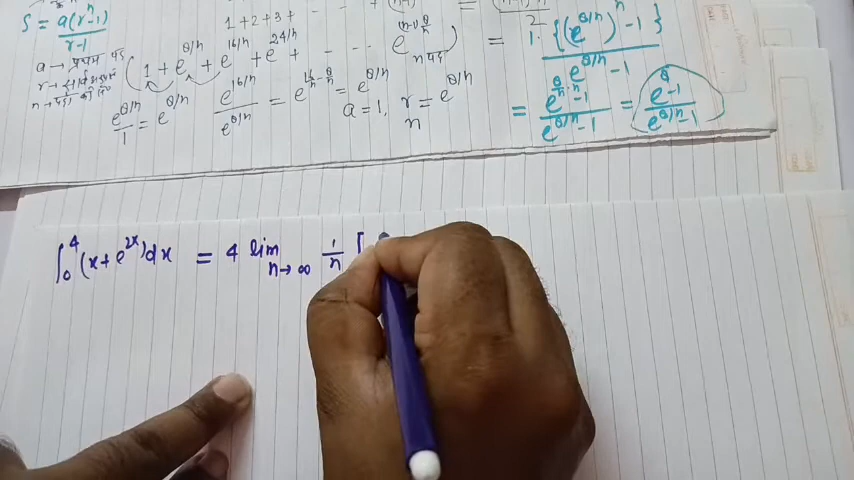 S = a(rⁿ-1)/(r-1)
1+2+3+ - - - - - -
a → प्रथम पद
(1 + e^{8/n} + e^{16/n} + e^{24/n} + - - - e^{(n-1)8/n})
n पद
e^{8/n}/1 = e^{8/n}
e^{16/n}/e^{8/n} = e^{16/n - 8/n} = e^{8/n}
a = 1, r = e^{8/n}
n
= 1·{(e^{8/n})ⁿ - 1}/(e^{8/n} - 1)
= (e^{8/n·n} - 1)/(e^{8/n} - 1) = (e^8 - 1)/(e^{8/n} - 1)
∫₀⁴ (x + e^{2x}) dx = 4 lim_{n→∞} 1/n [